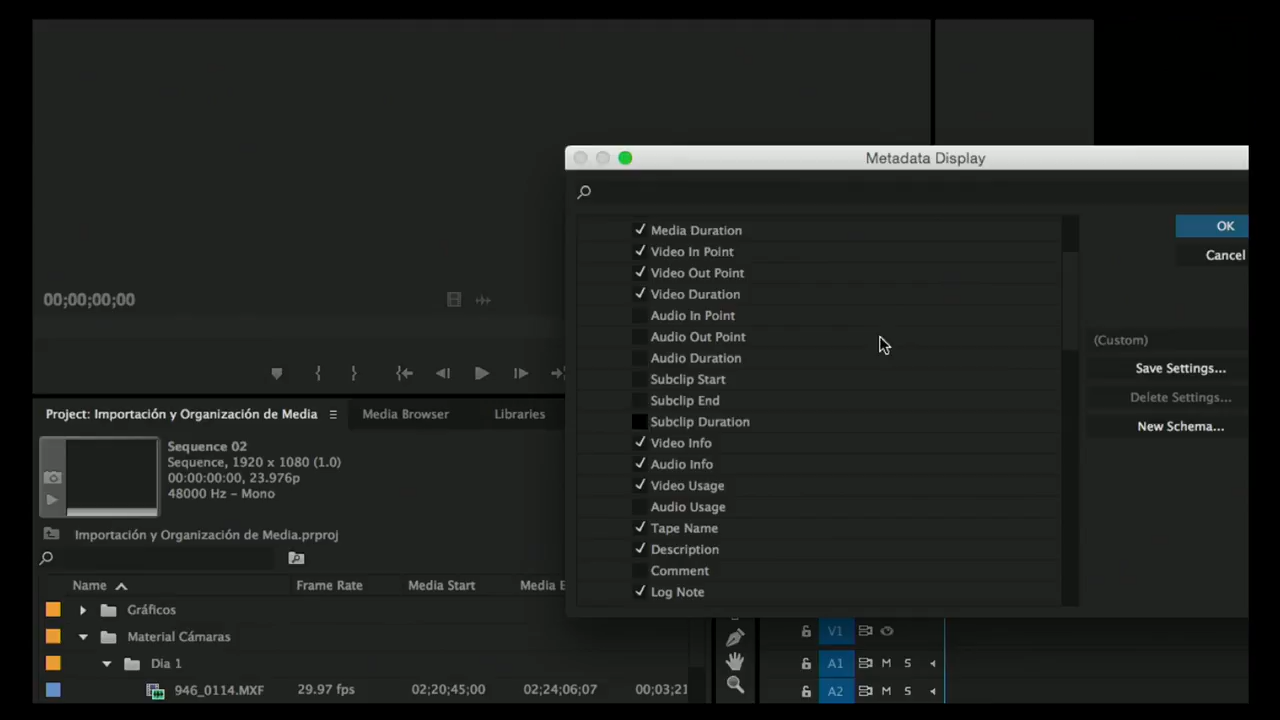 Metadata Display
Media Duration
OK
Video In Point
Cancel
Video Out Point
Video Duration
00;00;00;00
Audio In Point
Audio Out Point
(Custom)
Audio Duration
Save Settings...
Subclip Start
Delete Settings...
Subclip End
Subclip Duration
New Schema...
Video Info
Audio Info
Video Usage
Audio Usage
Tape Name
Description
Comment
Log Note
Project: Importación y Organización de Media
Media Browser
Libraries
Sequence 02
Sequence, 1920 x 1080 (1.0)
00:00:00:00, 23.976p
48000 Hz - Mono
Importación y Organización de Media.prproj
Name Frame Rate Media Start Media E
Gráficos
Material Cámaras
Dia 1
946_0114.MXF 29.97 fps 02;20;45;00 02;24;06;07 00;03;21
V1
A1 M S
A2 M S